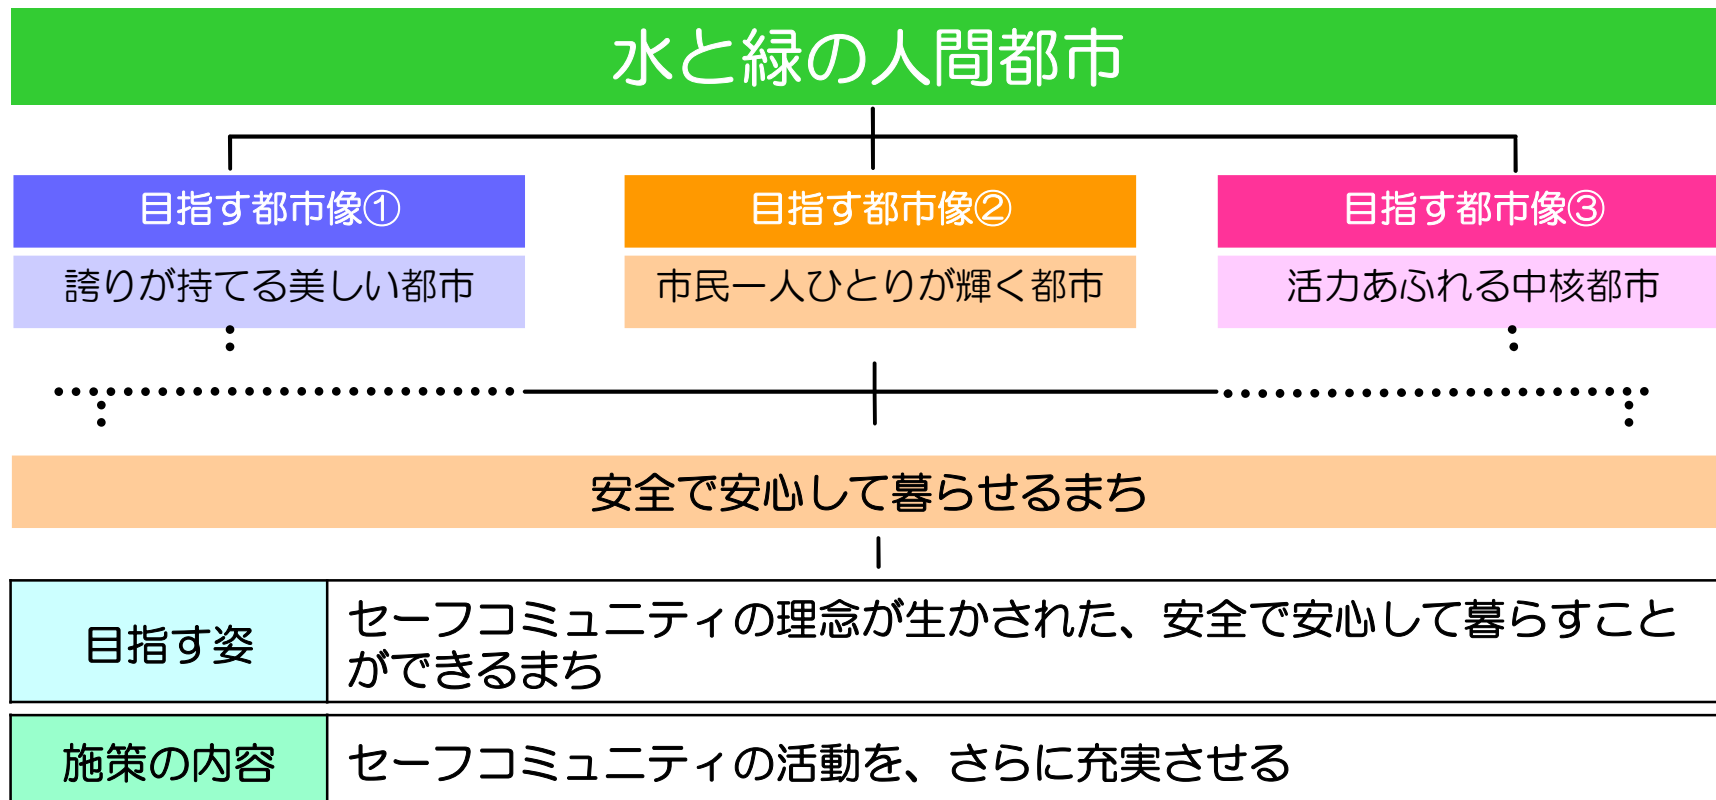 水と緑の人間都市
目指す都市像①
目指す都市像②
目指す都市像③
誇りが持てる美しい都市
市民一人ひとりが輝く都市
活力あふれる中核都市
安全で安心して暮らせるまち
目指す姿
セーフコミュニティの理念が生かされた、安全で安心して暮らすこと
ができるまち
施策の内容
セーフコミュニティの活動を、さらに充実させる